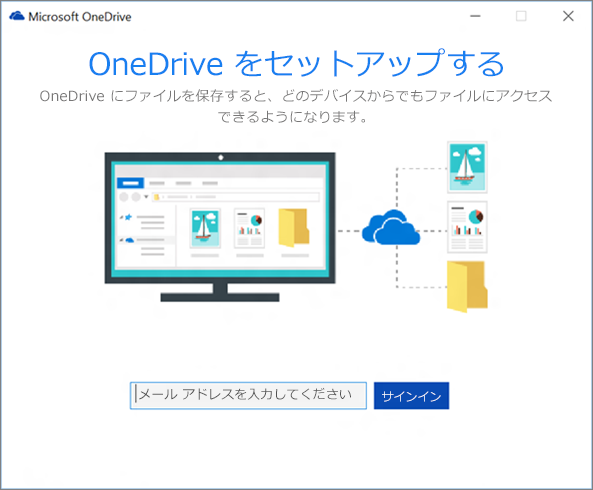 Microsoft OneDrive
OneDrive をセットアップする
OneDrive にファイルを保存すると、どのデバイスからでもファイルにアクセス
できるようになります。
メール アドレスを入力してください
サインイン